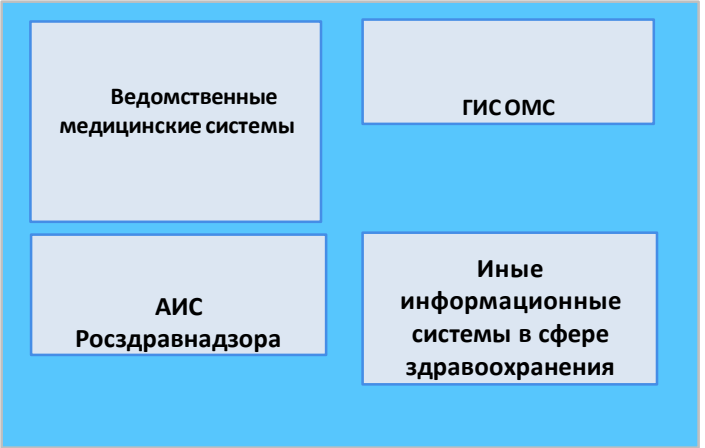 Ведомственные
медицинские системы
ГИС ОМС
АИС
Росздравнадзора
Иные
информационные
системы в сфере
здравоохранения